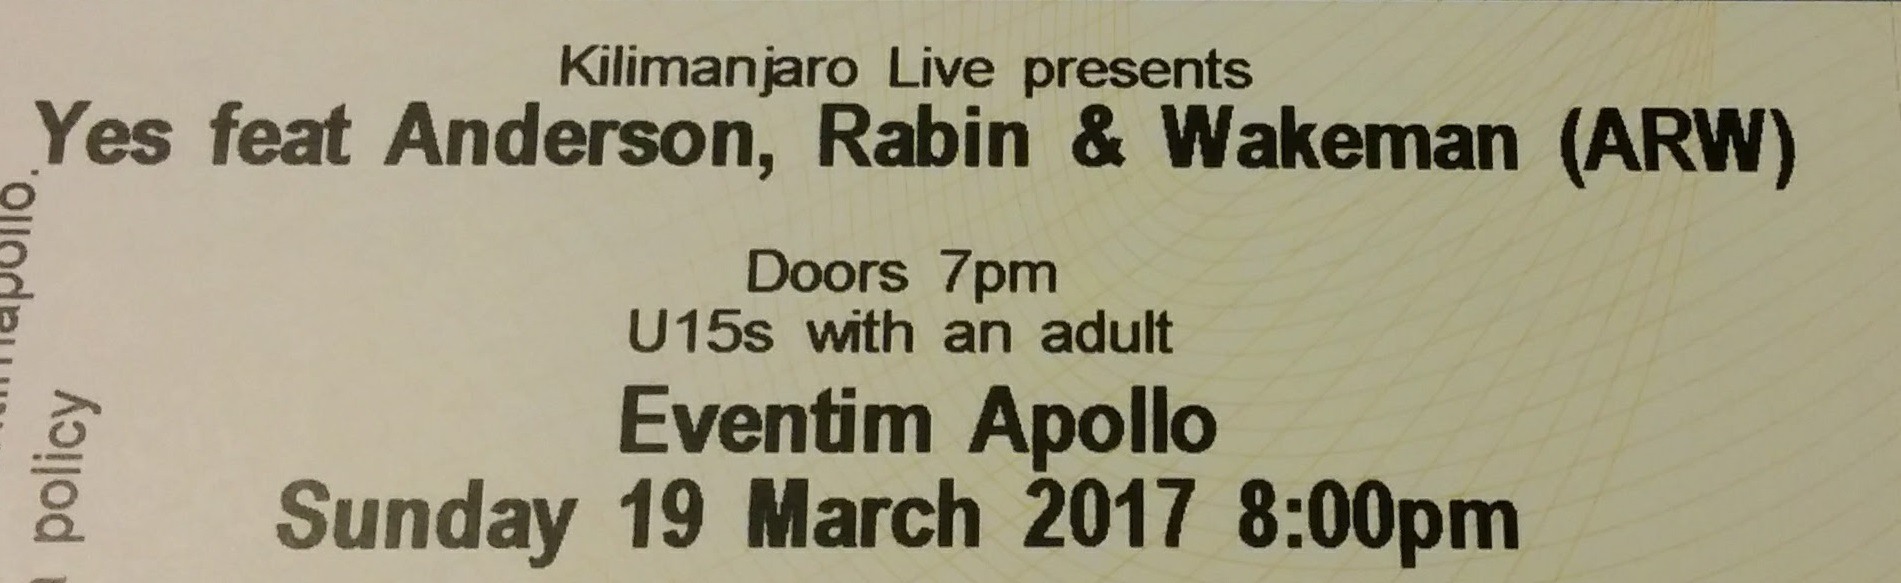 Kilimanjaro Live presents
Yes feat Anderson, Rabin & Wakeman (ARW)
Doors 7pm
U15s with an adult
Eventim Apollo
Sunday 19 March 2017 8:00pm
policy